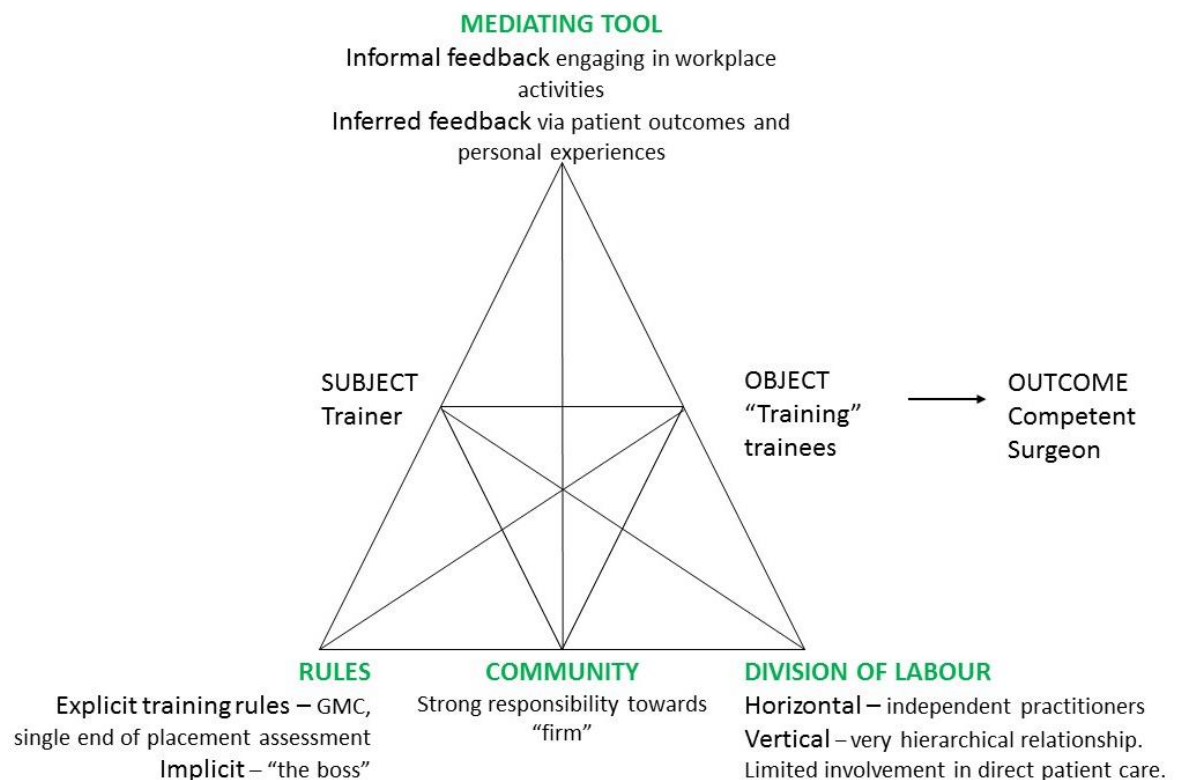 MEDIATING TOOL
Informal feedback engaging in workplace
activities
Inferred feedback via patient outcomes and
personal experiences
SUBJECT
Trainer
OBJECT
“Training”
trainees
OUTCOME
Competent
Surgeon
RULES
Explicit training rules – GMC,
single end of placement assessment
Implicit – “the boss”
COMMUNITY
Strong responsibility towards
“firm”
DIVISION OF LABOUR
Horizontal – independent practitioners
Vertical – very hierarchical relationship.
Limited involvement in direct patient care.